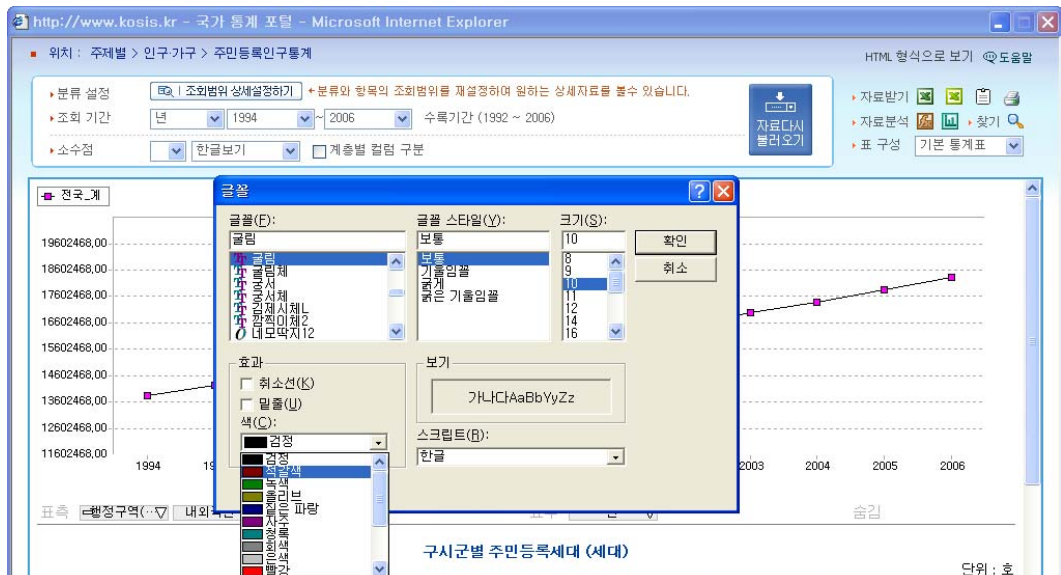 http://www.kosis.kr - 국가 통계 포털 - Microsoft Internet Explorer
위치 : 주제별 > 인구·가구 > 주민등록인구통계
HTML 형식으로 보기 도움말
분류 설정 조회범위 상세설정하기 분류와 항목의 조회범위를 재설정하여 원하는 상세자료를 볼수 있습니다.
조회 기간 년 1994 ~ 2006 수록기간 (1992 ~ 2006)
소수점 한글보기 계층별 컬럼 구분
자료다시
불러오기
자료받기
자료분석 찾기
표 구성 기본 통계표
전국_계
19602468,00
18602468,00
17602468,00
16602468,00
15602468,00
14602468,00
13602468,00
12602468,00
11602468,00
1994
2003 2004 2005 2006
글꼴
글꼴(F):
굴림
굴림
굴림체
궁서
궁서체
김제시체L
깜찍이체2
네모딱지12
글꼴 스타일(Y):
보통
보통
기울임꼴
굵게
굵은 기울임꼴
크기(S):
10
8
9
10
11
12
14
16
확인
취소
효과
취소선(K)
밑줄(U)
색(C):
검정
검정
적갈색
녹색
올리브
짙은 파랑
자주
청록
회색
은색
빨강
보기
가나다AaBbYyZz
스크립트(R):
한글
표측 행정구역(··▽
숨김
구시군별 주민등록세대 (세대)
단위 : 호